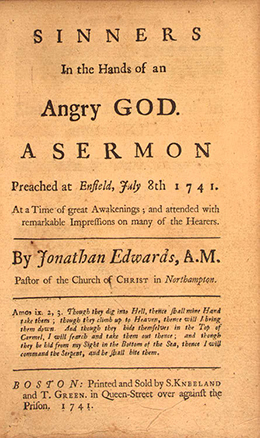 SINNERS
In the Hands of an
Angry GOD.
A SERMON
Preached at Enfield, July 8th 1741.
At a Time of great Awakenings; and attended with
remarkable Impressions on many of the Hearers.
By Jonathan Edwards, A.M.
Pastor of the Church of CHRIST in Northampton.
Amos ix. 2, 3. Though they dig into Hell, thence shall mine Hand
take them; though they climb up to Heaven, thence will I bring
them down. And though they hide themselves in the Top of
Carmel, I will search and take them out thence; and though
they be hid from my Sight in the Bottom of the Sea, thence I will
command the Serpent, and he shall bite them.
BOSTON: Printed and Sold by S. KNEELAND
and T. GREEN. in Queen-Street over against the
Prison. 1741.